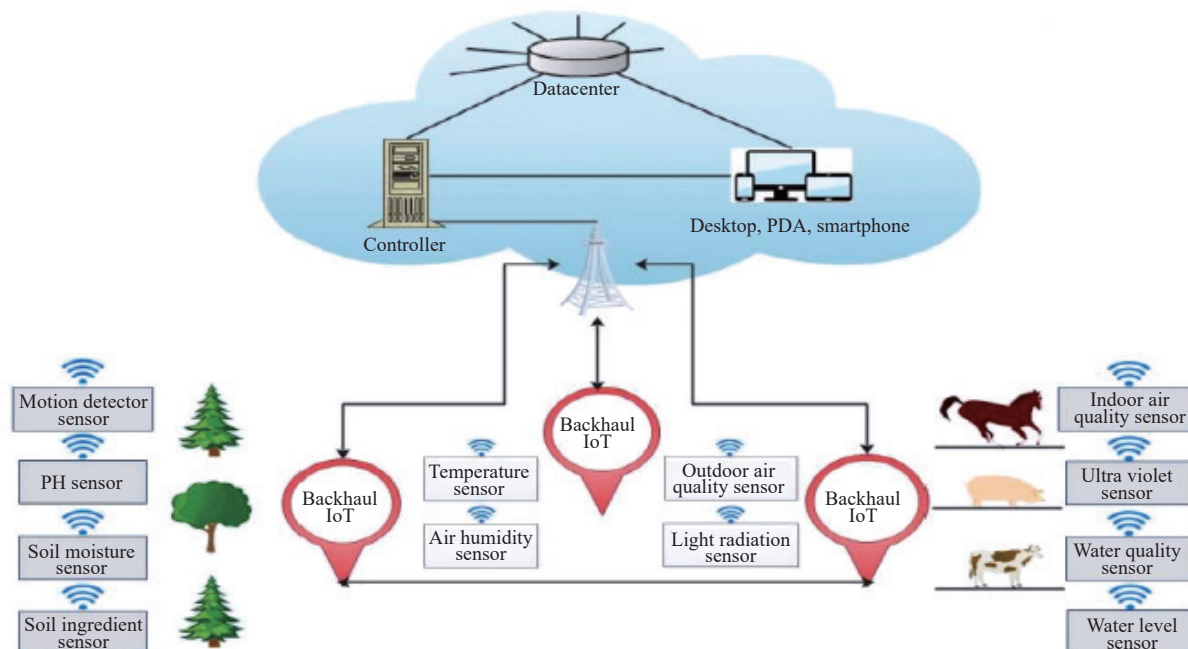 Datacenter
Controller
Desktop, PDA, smartphone
Motion detector
sensor
PH sensor
Soil moisture
sensor
Soil ingredient
sensor
Backhaul
IoT
Temperature
sensor
Air humidity
sensor
Backhaul
IoT
Outdoor air
quality sensor
Light radiation
sensor
Backhaul
IoT
Indoor air
quality sensor
Ultra violet
sensor
Water quality
sensor
Water level
sensor